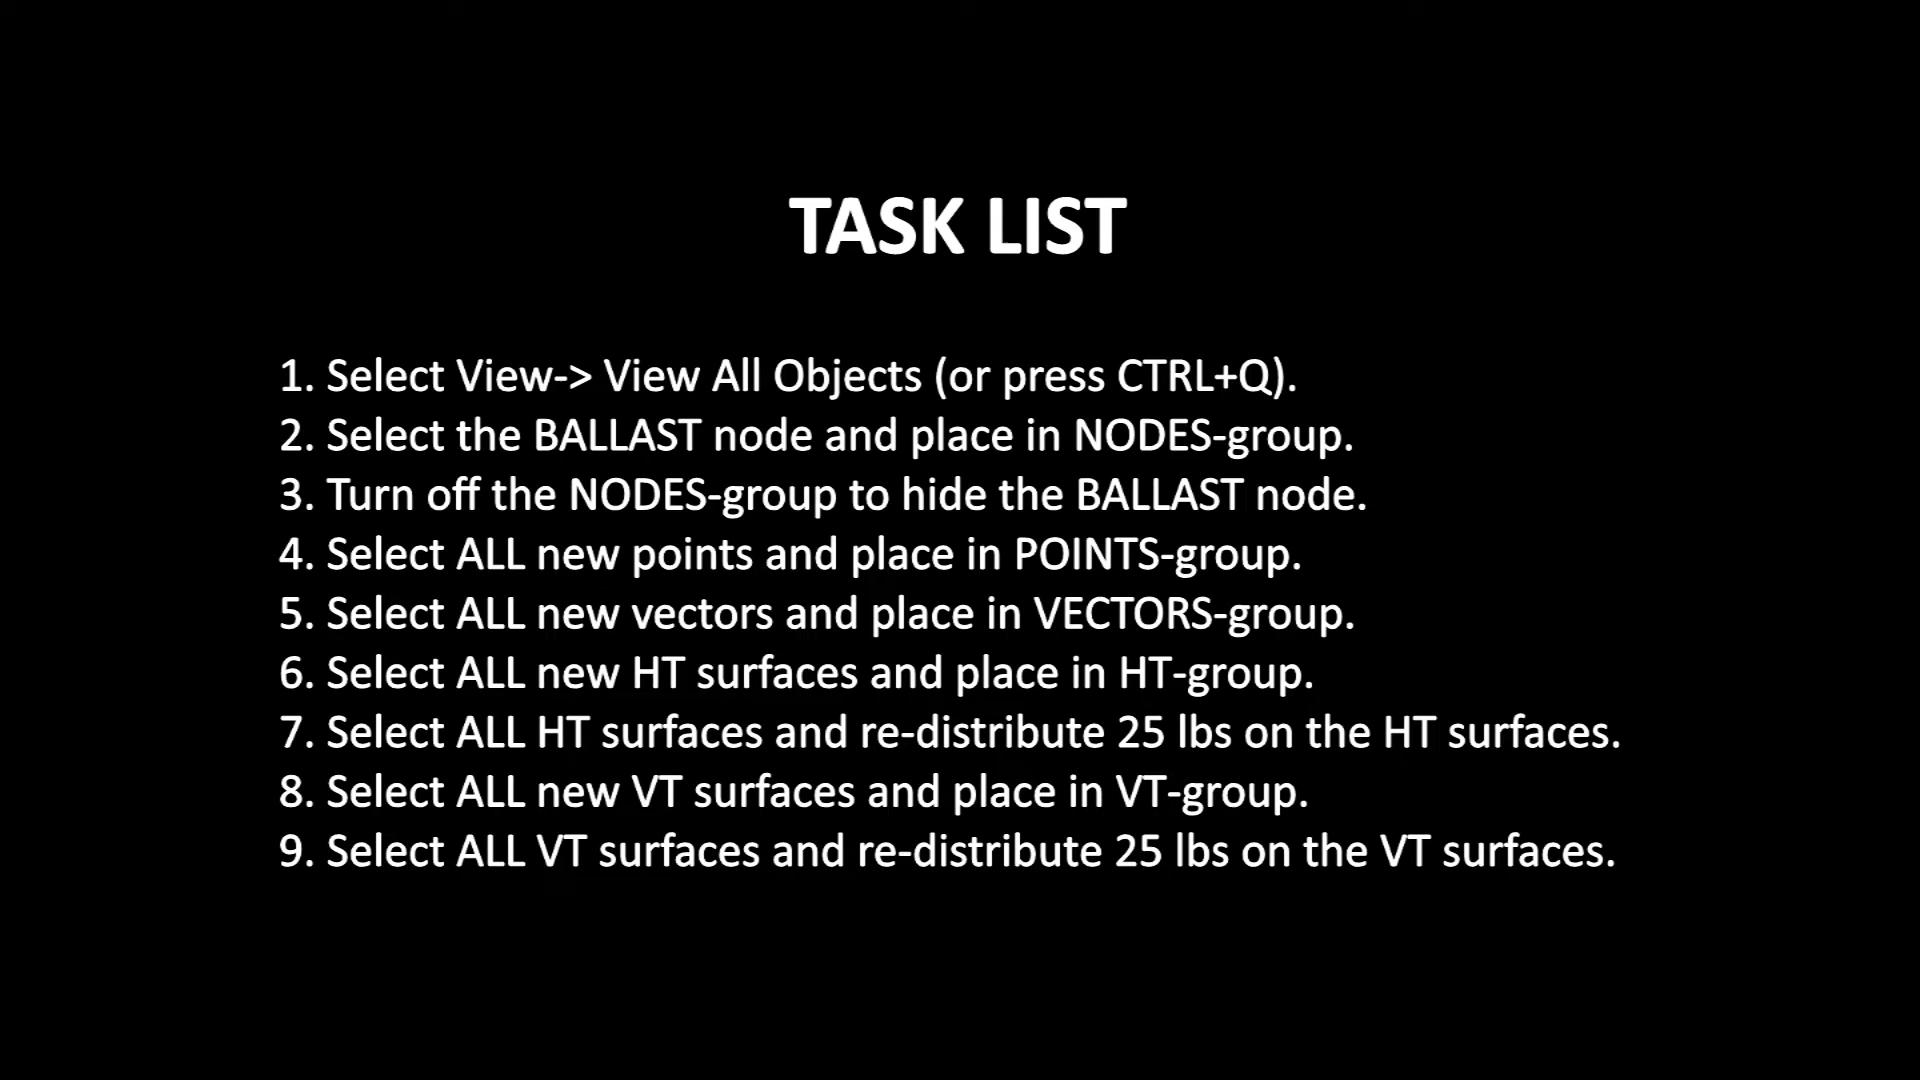 TASK LIST
1. Select View-> View All Objects (or press CTRL+Q).
2. Select the BALLAST node and place in NODES-group.
3. Turn off the NODES-group to hide the BALLAST node.
4. Select ALL new points and place in POINTS-group.
5. Select ALL new vectors and place in VECTORS-group.
6. Select ALL new HT surfaces and place in HT-group.
7. Select ALL HT surfaces and re-distribute 25 lbs on the HT surfaces.
8. Select ALL new VT surfaces and place in VT-group.
9. Select ALL VT surfaces and re-distribute 25 lbs on the VT surfaces.